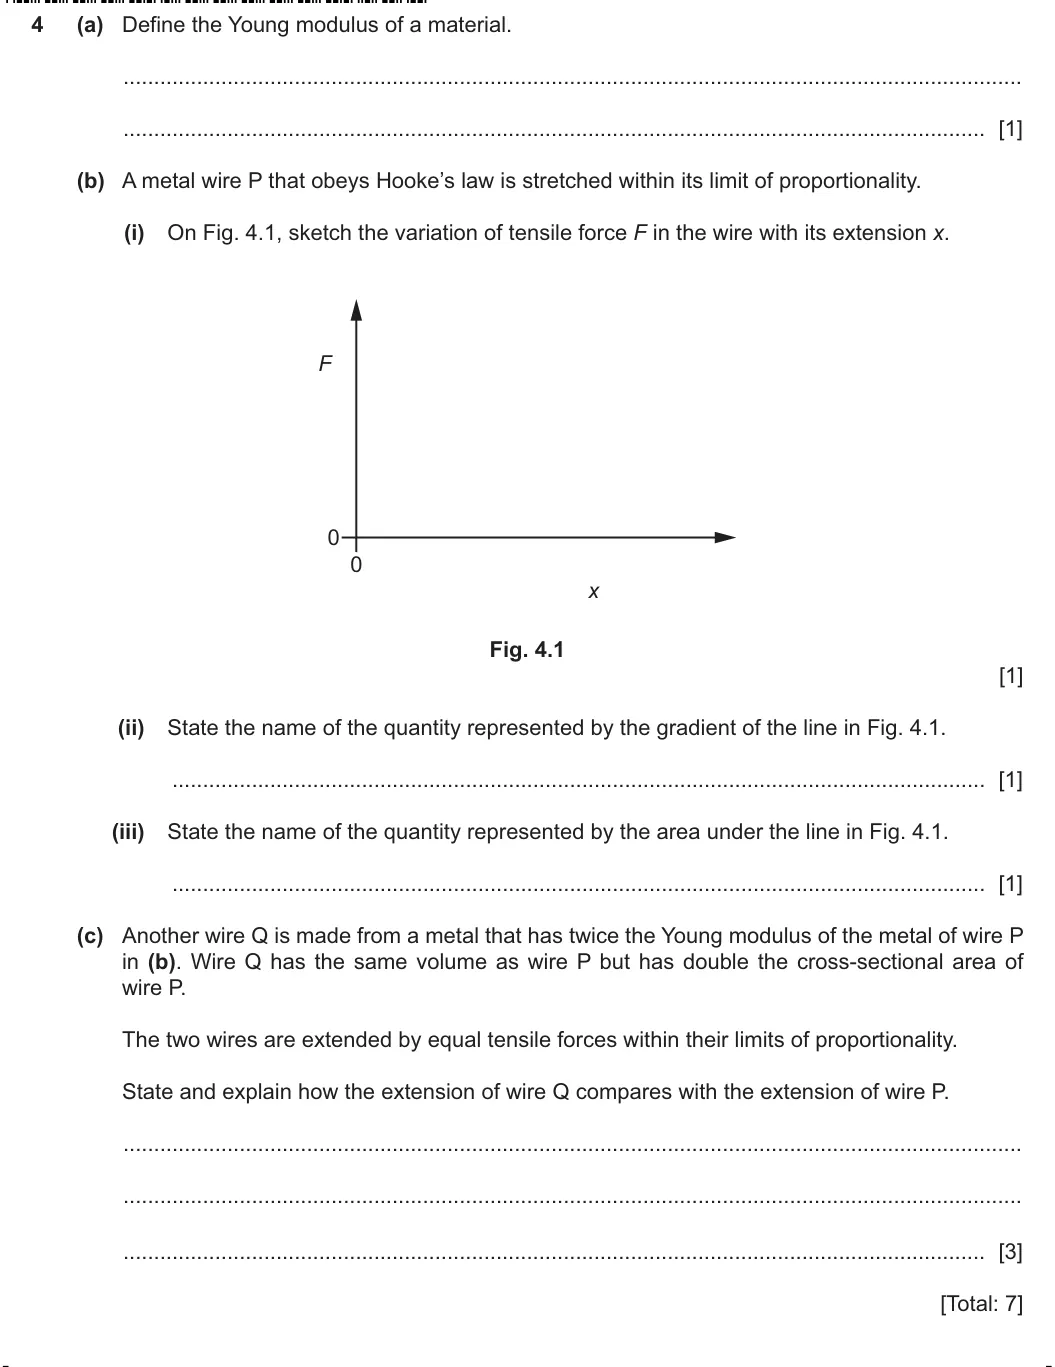 4 (a) Define the Young modulus of a material.
..........................................................................................................................................................
.................................................................................................................................................... [1]
(b) A metal wire P that obeys Hooke’s law is stretched within its limit of proportionality.
(i) On Fig. 4.1, sketch the variation of tensile force F in the wire with its extension x.
F
0
0
x
Fig. 4.1
[1]
(ii) State the name of the quantity represented by the gradient of the line in Fig. 4.1.
............................................................................................................................................ [1]
(iii) State the name of the quantity represented by the area under the line in Fig. 4.1.
............................................................................................................................................ [1]
(c) Another wire Q is made from a metal that has twice the Young modulus of the metal of wire P
in (b). Wire Q has the same volume as wire P but has double the cross-sectional area of
wire P.
The two wires are extended by equal tensile forces within their limits of proportionality.
State and explain how the extension of wire Q compares with the extension of wire P.
..........................................................................................................................................................
..........................................................................................................................................................
.................................................................................................................................................... [3]
[Total: 7]